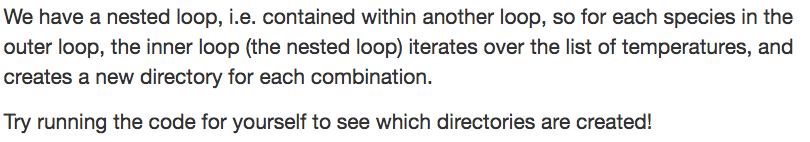 We have a nested loop, i.e. contained within another loop, so for each species in the
outer loop, the inner loop (the nested loop) iterates over the list of temperatures, and
creates a new directory for each combination.
Try running the code for yourself to see which directories are created!